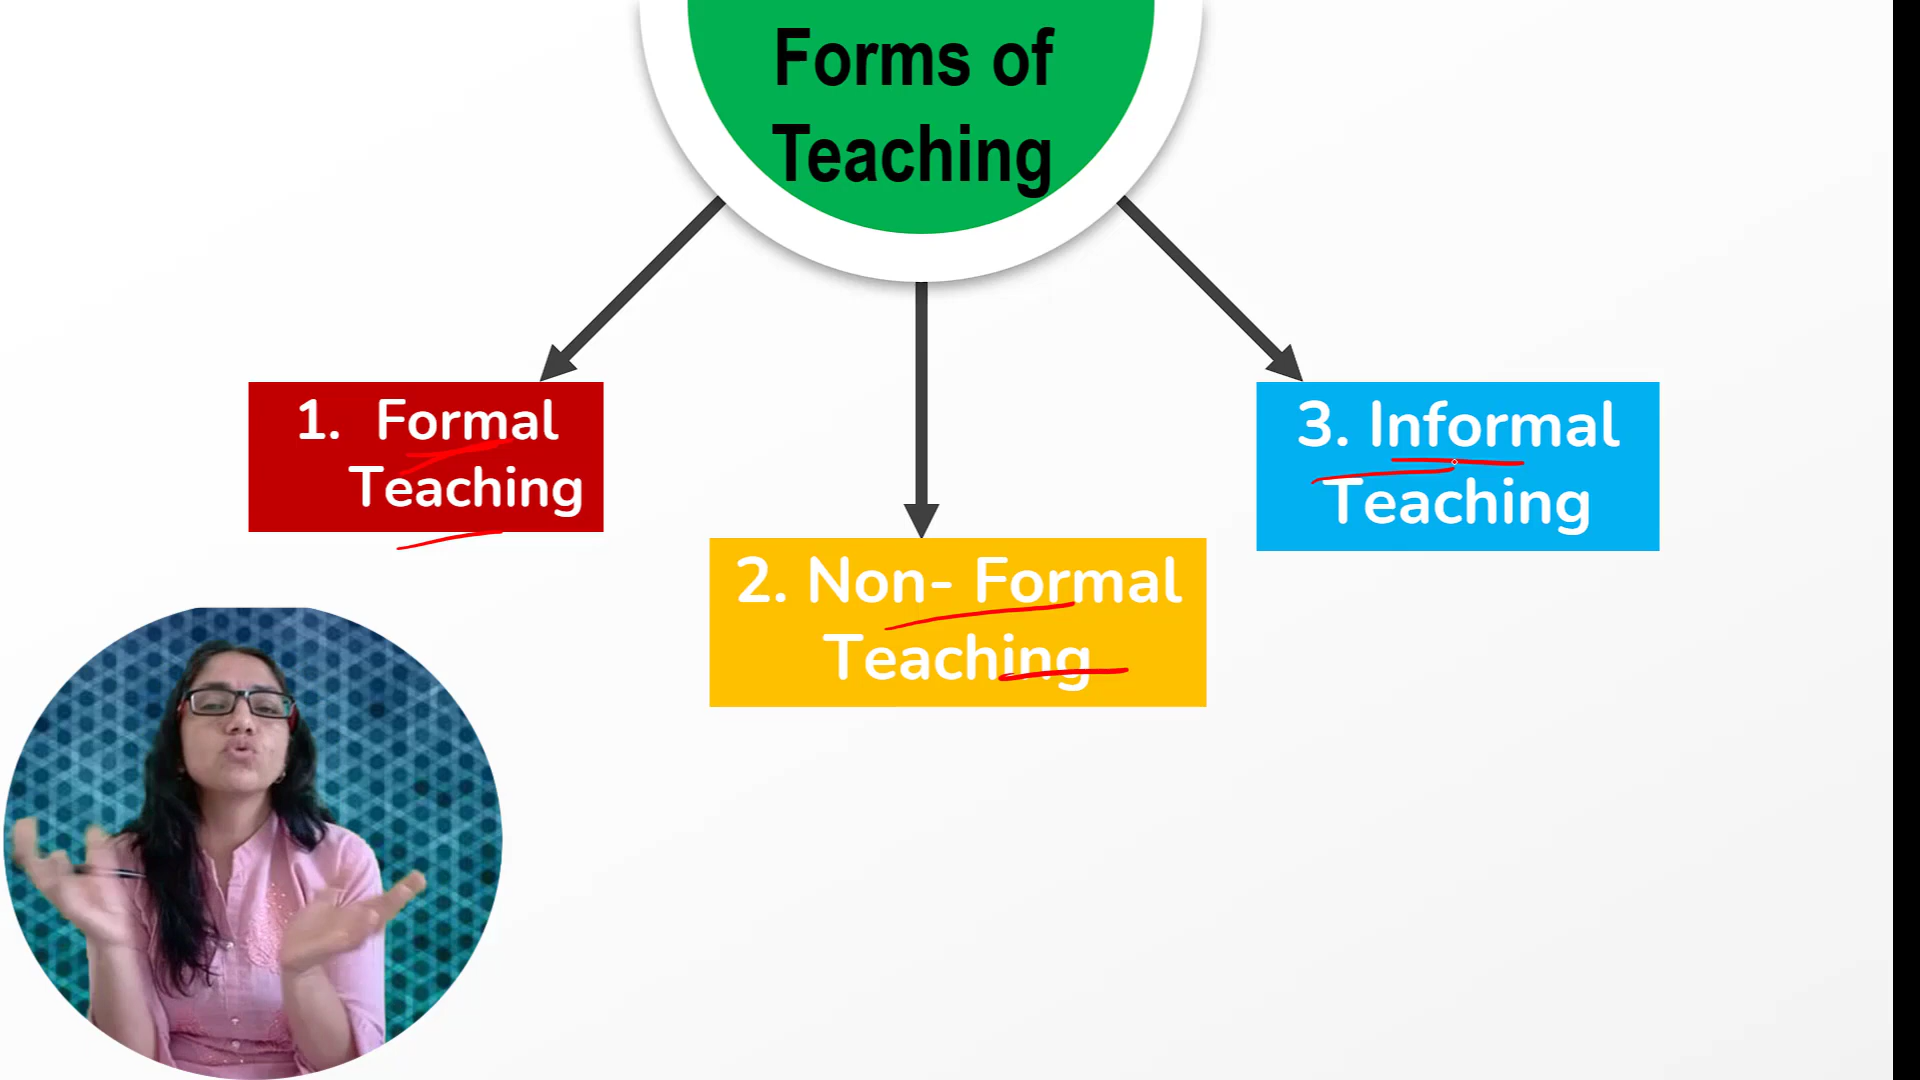 Forms of
Teaching
1. Formal
Teaching
2. Non- Formal
Teaching
3. Informal
Teaching